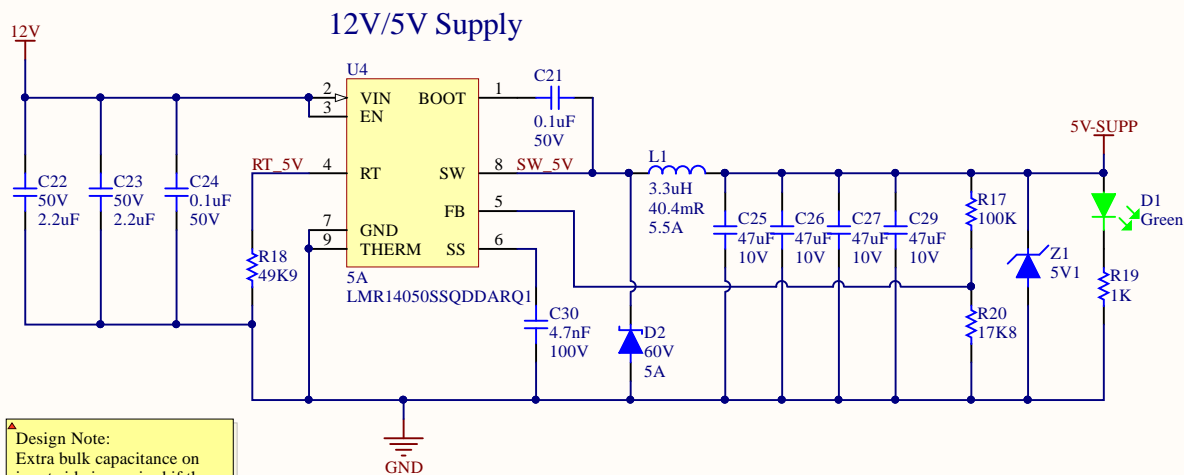 12V/5V Supply
12V
U4
2
VIN
BOOT
1
C21
0.1uF
50V
3
EN
RT_5V
4
RT
SW
8
SW_5V
L1
3.3uH
40.4mR
5.5A
5V-SUPP
C22
50V
2.2uF
C23
50V
2.2uF
C24
0.1uF
50V
FB
5
7
GND
9
THERM
SS
6
5A
LMR14050SSQDDARQ1
R18
49K9
C30
4.7nF
100V
D2
60V
5A
C25
47uF
10V
C26
47uF
10V
C27
47uF
10V
C29
47uF
10V
R17
100K
R20
17K8
Z1
5V1
D1
Green
R19
1K
GND
Design Note:
Extra bulk capacitance on